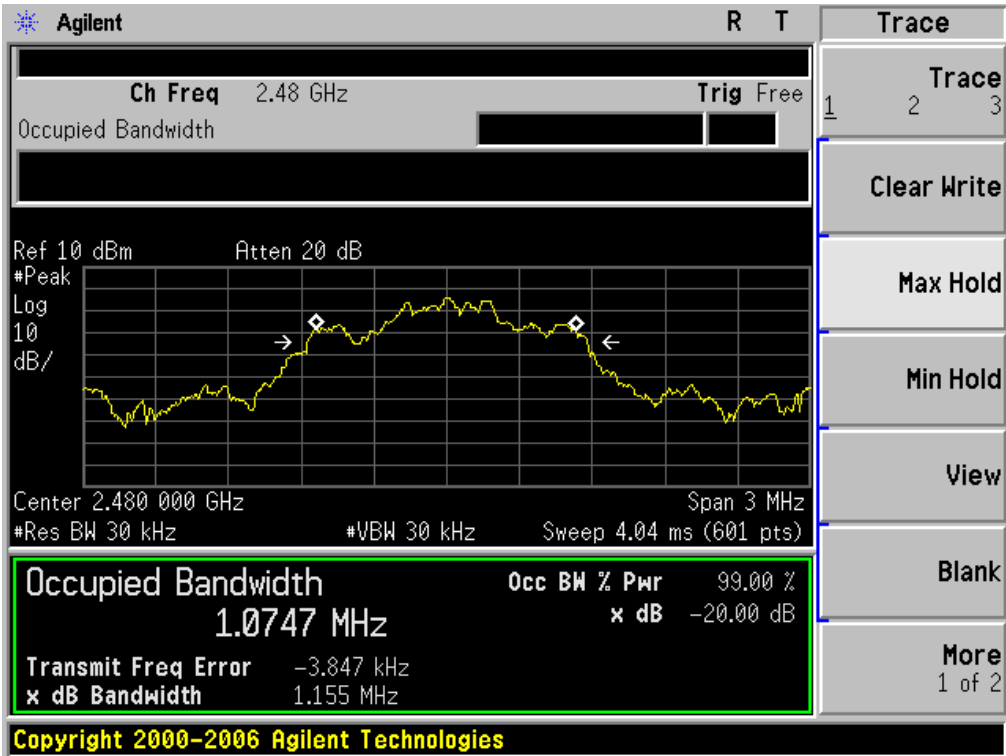 Agilent R T
Ch Freq 2.48 GHz Trig Free
Occupied Bandwidth
Ref 10 dBm Atten 20 dB
#Peak
Log
10
dB/
Center 2.480 000 GHz Span 3 MHz
#Res BW 30 kHz #VBW 30 kHz Sweep 4.04 ms (601 pts)
Occupied Bandwidth Occ BW % Pwr 99.00 %
1.0747 MHz x dB -20.00 dB
Transmit Freq Error -3.847 kHz
x dB Bandwidth 1.155 MHz
Copyright 2000-2006 Agilent Technologies
Trace
Trace
1 2 3
Clear Write
Max Hold
Min Hold
View
Blank
More
1 of 2